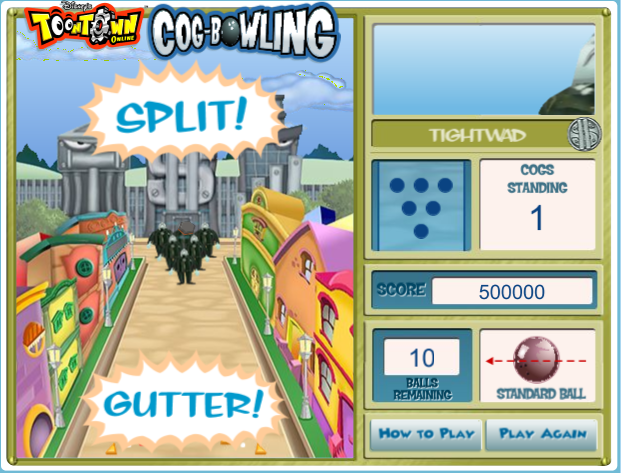 Disney's
TOONTOWN
ONLINE
COG-BOWLING
SPLIT!
GUTTER!
TIGHTWAD
COGS
STANDING
1
SCORE 500000
10
BALLS
REMAINING
STANDARD BALL
HOW TO PLAY
PLAY AGAIN